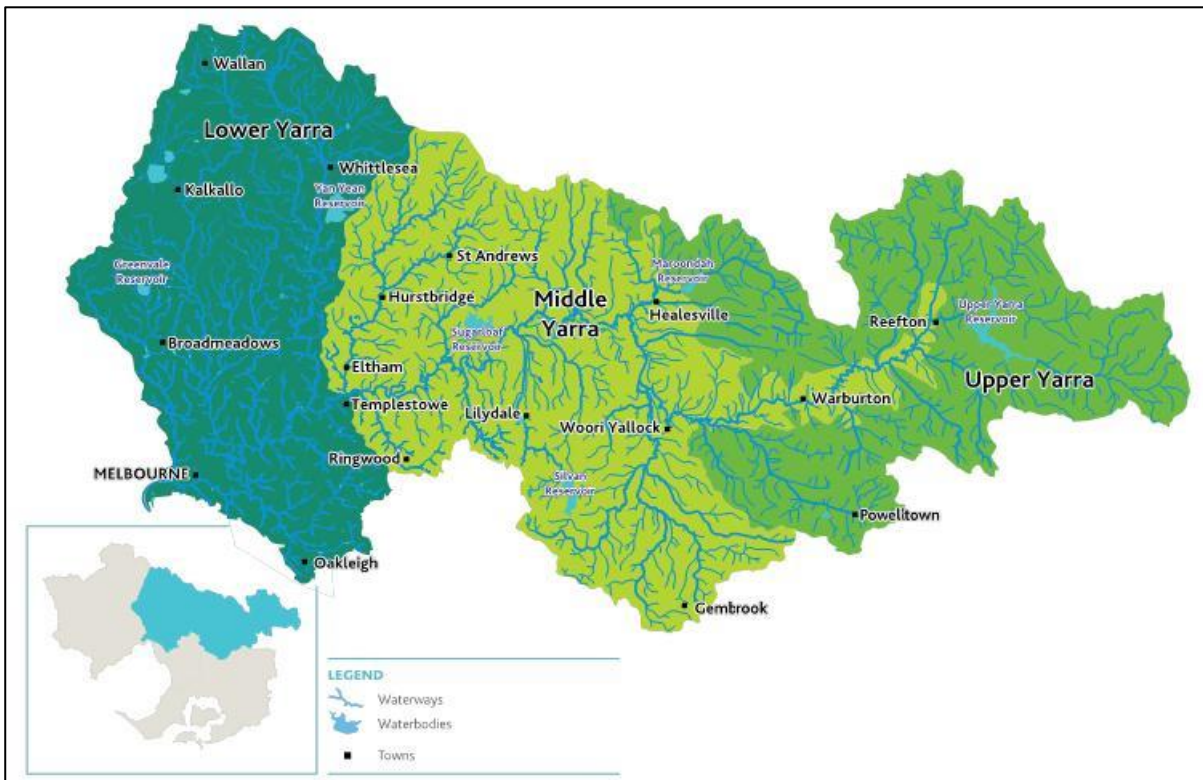 Wallan
Lower Yarra
Whittlesea
Kalkallo
Yan Yean
Reservoir
St Andrews
Greenvale
Reservoir
Maroondah
Reservoir
Hurstbridge
Middle
Yarra
Healesville
Upper Yarra
Reservoir
Reefton
Sugarloaf
Reservoir
Broadmeadows
Eltham
Upper Yarra
Templestowe
Warburton
Lilydale
Woori Yallock
Ringwood
MELBOURNE
Silvan
Reservoir
Powelltown
Oakleigh
Gembrook
LEGEND
Waterways
Waterbodies
Towns